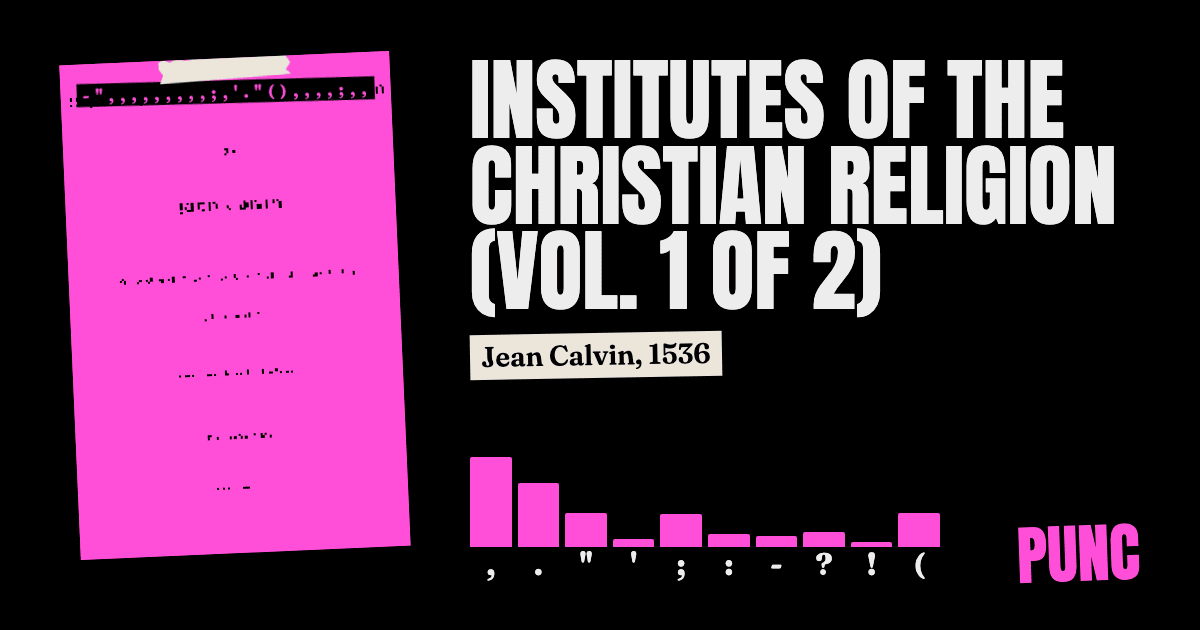 -",,,,,,,,,;,'."(),,,,;,,
INSTITUTES OF THE
CHRISTIAN RELIGION
(VOL. 1 OF 2)
Jean Calvin, 1536
, . " ' ; : - ? ! (
PUNC